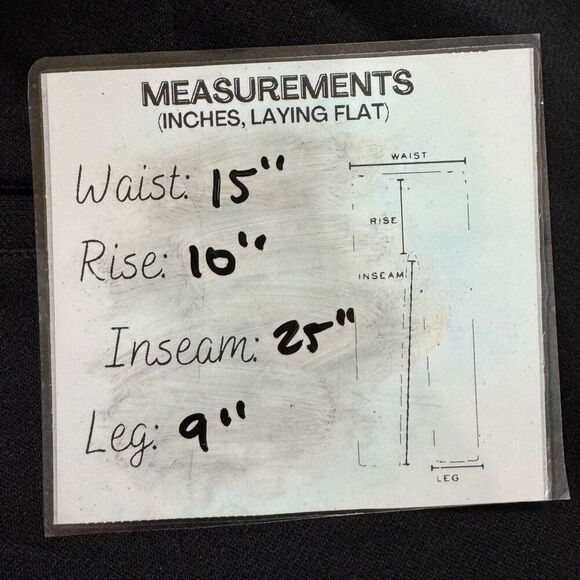 MEASUREMENTS
(INCHES, LAYING FLAT)
Waist: 15"
Rise: 10"
Inseam: 25"
Leg: 9"
WAIST
RISE
INSEAM
LEG